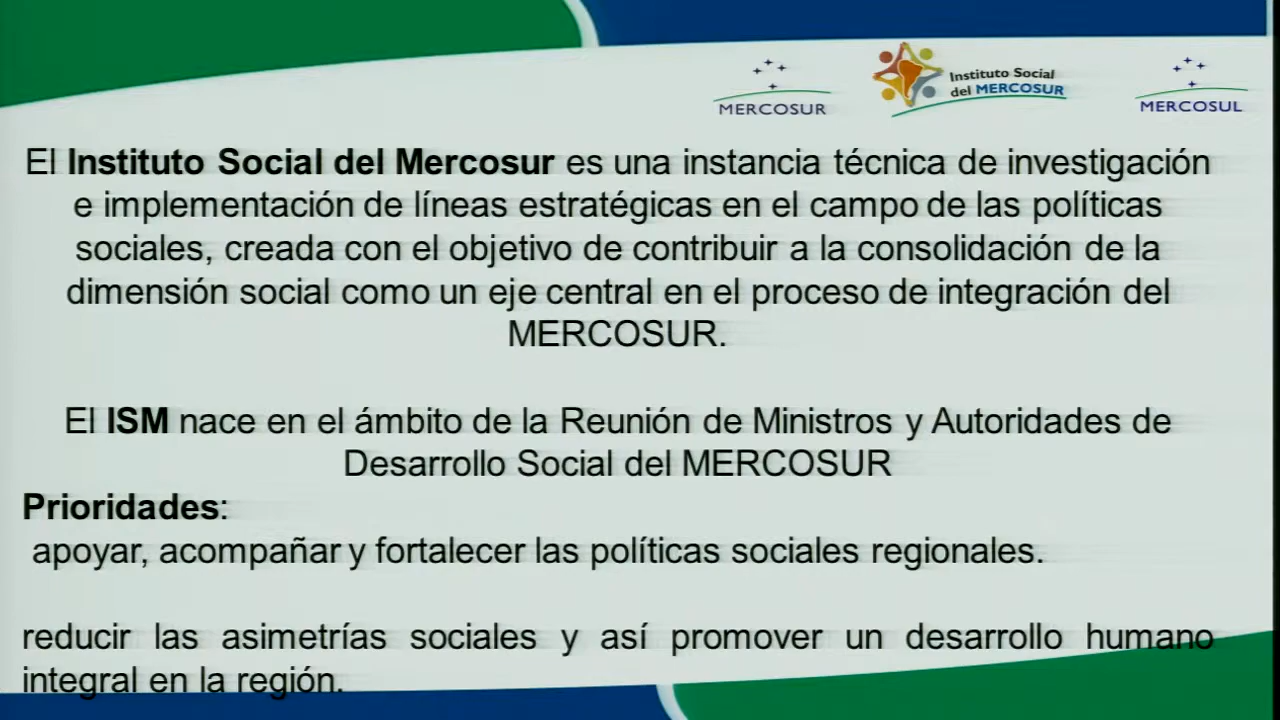 MERCOSUR
Instituto Social
del MERCOSUR
MERCOSUL
El Instituto Social del Mercosur es una instancia técnica de investigación
e implementación de líneas estratégicas en el campo de las políticas
sociales, creada con el objetivo de contribuir a la consolidación de la
dimensión social como un eje central en el proceso de integración del
MERCOSUR.
El ISM nace en el ámbito de la Reunión de Ministros y Autoridades de
Desarrollo Social del MERCOSUR
Prioridades:
apoyar, acompañar y fortalecer las políticas sociales regionales.
reducir las asimetrías sociales y así promover un desarrollo humano
integral en la región.